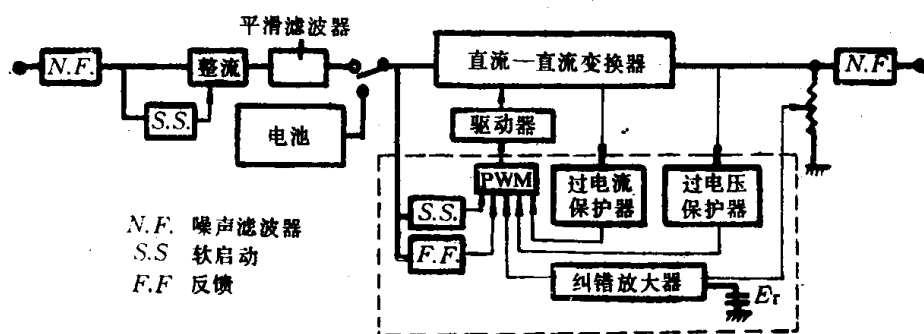 平滑滤波器
N.F.
整流
直流—直流变换器
N.F.
S.S.
电池
驱动器
PWM
过电流
保护器
过电压
保护器
S.S.
F.F.
纠错放大器
Er
N.F. 噪声滤波器
S.S 软启动
F.F 反馈